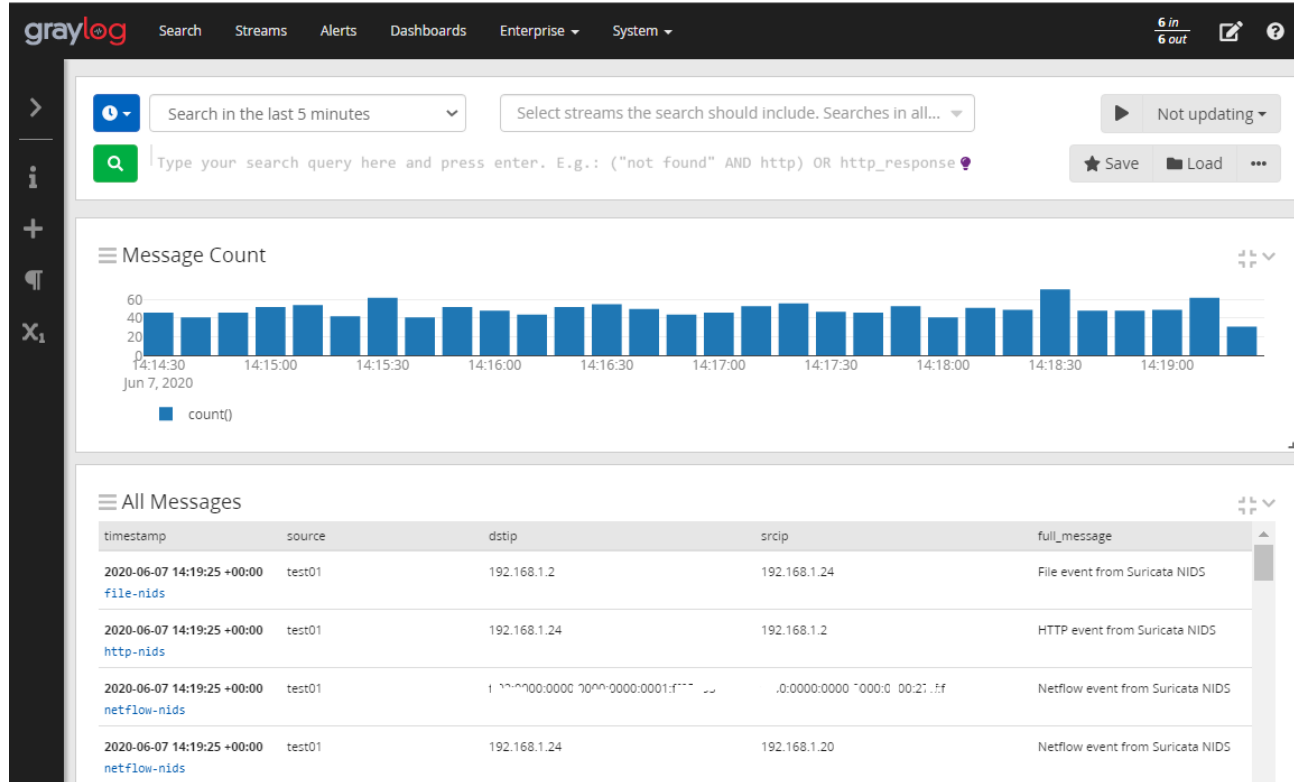 graylog Search Streams Alerts Dashboards Enterprise System 6 in
6 out
Search in the last 5 minutes Select streams the search should include. Searches in all... Not updating
Type your search query here and press enter. E.g.: ("not found" AND http) OR http_response Save Load
Message Count
60
40
20
0
14:14:30 14:15:00 14:15:30 14:16:00 14:16:30 14:17:00 14:17:30 14:18:00 14:18:30 14:19:00
Jun 7, 2020
count()
All Messages
timestamp source dstip srcip full_message
2020-06-07 14:19:25 +00:00 test01 192.168.1.2 192.168.1.24 File event from Suricata NIDS
file-nids
2020-06-07 14:19:25 +00:00 test01 192.168.1.24 192.168.1.2 HTTP event from Suricata NIDS
http-nids
2020-06-07 14:19:25 +00:00 test01 Netflow event from Suricata NIDS
netflow-nids
2020-06-07 14:19:25 +00:00 test01 192.168.1.24 192.168.1.20 Netflow event from Suricata NIDS
netflow-nids